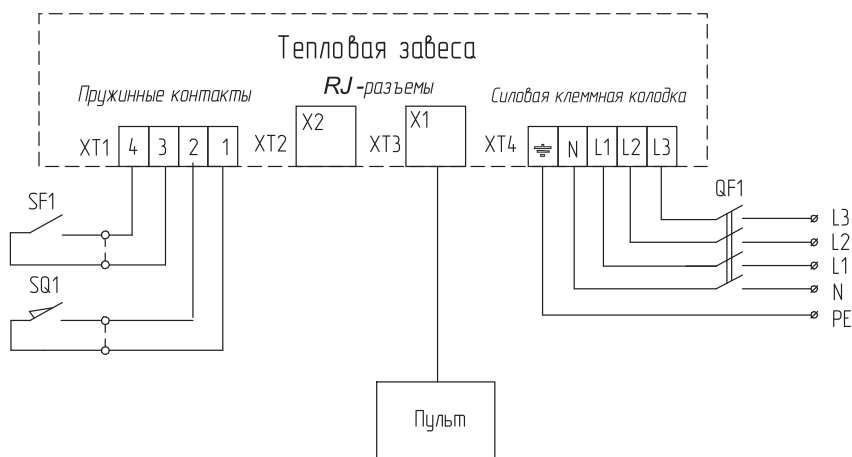 Тепловая завеса
Пружинные контакты
RJ-разъемы
Силовая клеммная колодка
XT1 4 3 2 1
XT2 X2
XT3 X1
XT4 N L1 L2 L3
SF1
SQ1
QF1
L3
L2
L1
N
PE
Пульт